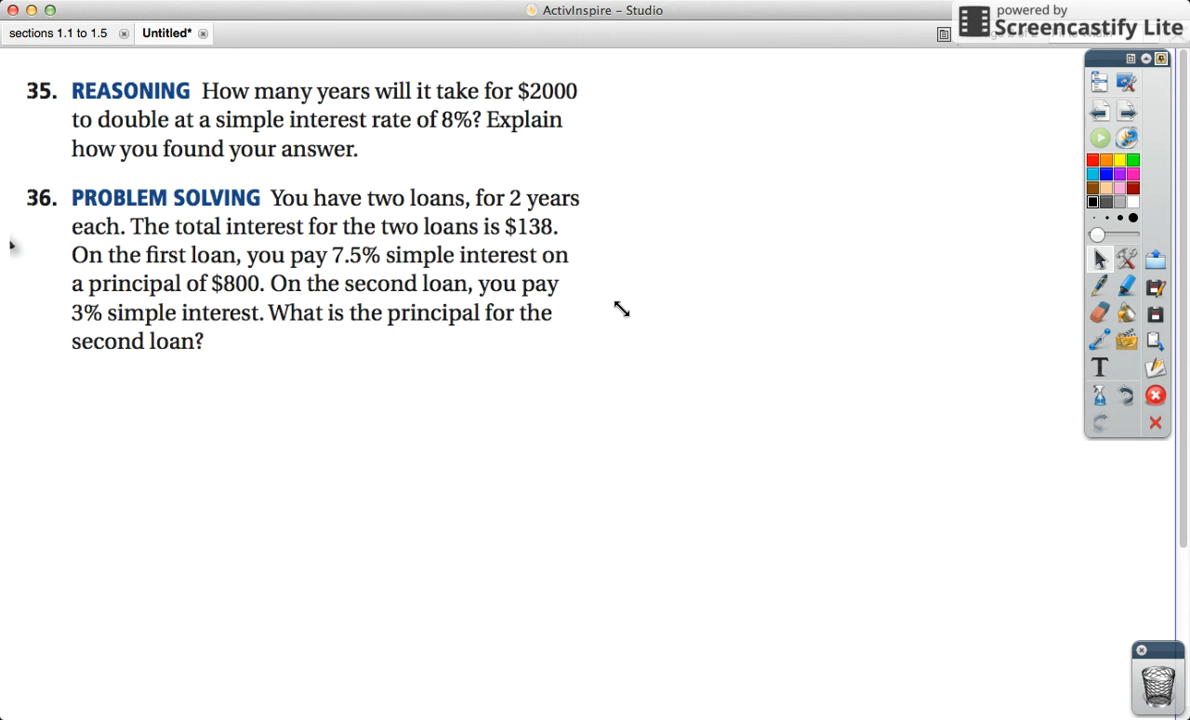 ActivInspire – Studio
powered by
Screencastify Lite
sections 1.1 to 1.5
Untitled*
35. REASONING How many years will it take for $2000
to double at a simple interest rate of 8%? Explain
how you found your answer.
36. PROBLEM SOLVING You have two loans, for 2 years
each. The total interest for the two loans is $138.
On the first loan, you pay 7.5% simple interest on
a principal of $800. On the second loan, you pay
3% simple interest. What is the principal for the
second loan?
T